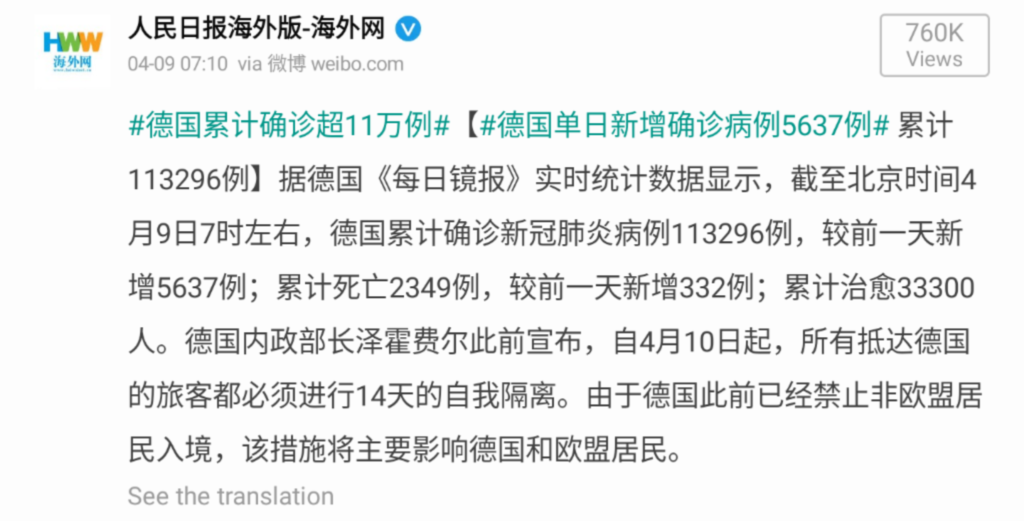 HWW
海外网
人民日报海外版-海外网
04-09 07:10 via 微博 weibo.com
760K
Views
#德国累计确诊超11万例#【#德国单日新增确诊病例5637例# 累计
113296例】据德国《每日镜报》实时统计数据显示，截至北京时间4
月9日7时左右，德国累计确诊新冠肺炎病例113296例，较前一天新
增5637例；累计死亡2349例，较前一天新增332例；累计治愈33300
人。德国内政部长泽霍费尔此前宣布，自4月10日起，所有抵达德国
的旅客都必须进行14天的自我隔离。由于德国此前已经禁止非欧盟居
民入境，该措施将主要影响德国和欧盟居民。
See the translation